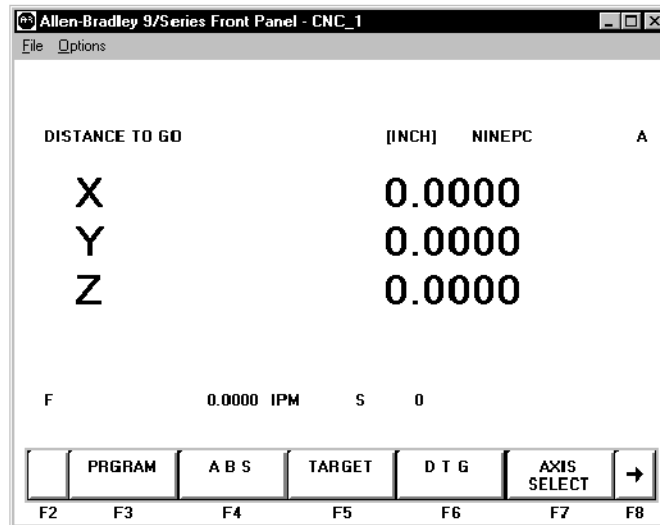 Allen-Bradley 9/Series Front Panel - CNC_1
File Options
DISTANCE TO GO [INCH] NINEPC A
X 0.0000
Y 0.0000
Z 0.0000
F 0.0000 IPM S 0
PRGRAM A B S TARGET D T G AXIS
SELECT
F2 F3 F4 F5 F6 F7 F8